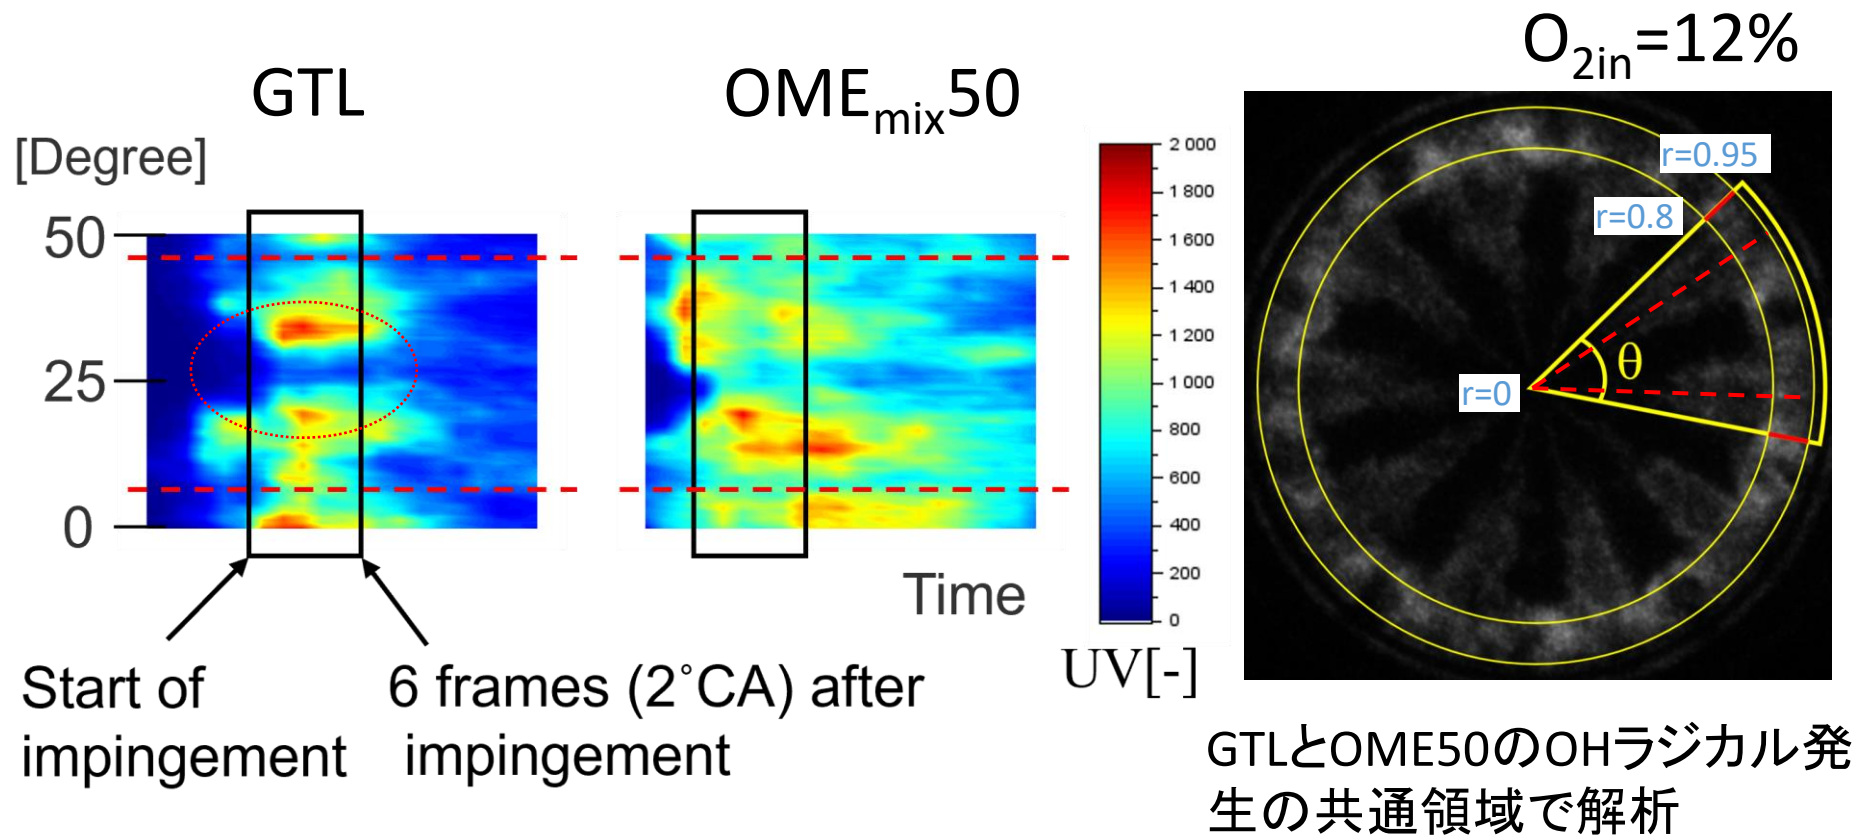 O2in=12%
GTL
OMEmix50
[Degree]
50
25
0
Time
Start of
impingement
6 frames (2°CA) after
impingement
2 000
1 800
1 600
1 400
1 200
1 000
800
600
400
200
0
UV[-]
r=0.95
r=0.8
θ
r=0
GTLとOME50のOHラジカル発
生の共通領域で解析